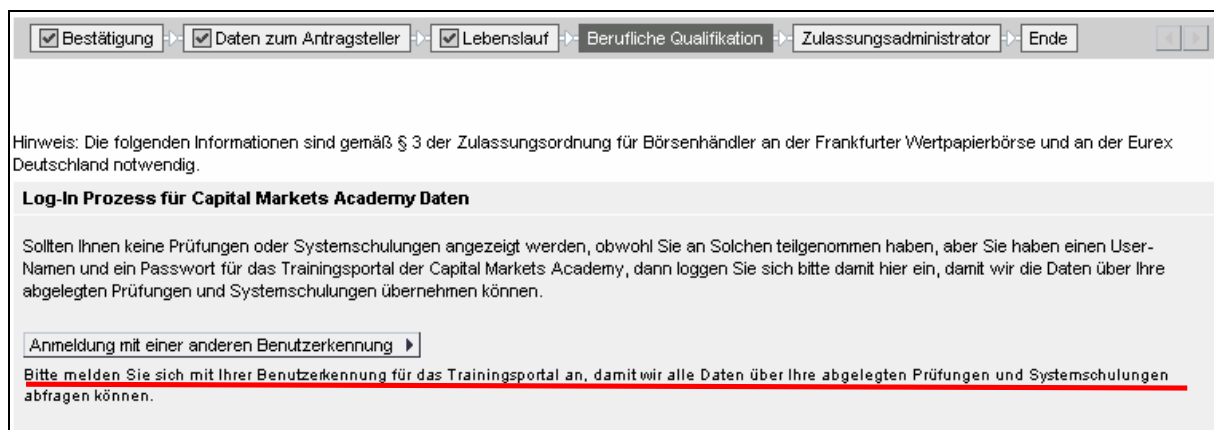 Bestätigung Daten zum Antragsteller Lebenslauf Berufliche Qualifikation Zulassungsadministrator Ende
Hinweis: Die folgenden Informationen sind gemäß § 3 der Zulassungsordnung für Börsenhändler an der Frankfurter Wertpapierbörse und an der Eurex
Deutschland notwendig.
Log-In Prozess für Capital Markets Academy Daten
Sollten Ihnen keine Prüfungen oder Systemschulungen angezeigt werden, obwohl Sie an Solchen teilgenommen haben, aber Sie haben einen User-
Namen und ein Passwort für das Trainingsportal der Capital Markets Academy, dann loggen Sie sich bitte damit hier ein, damit wir die Daten über Ihre
abgelegten Prüfungen und Systemschulungen übernehmen können.
Anmeldung mit einer anderen Benutzerkennung
Bitte melden Sie sich mit Ihrer Benutzerkennung für das Trainingsportal an, damit wir alle Daten über Ihre abgelegten Prüfungen und Systemschulungen
abfragen können.